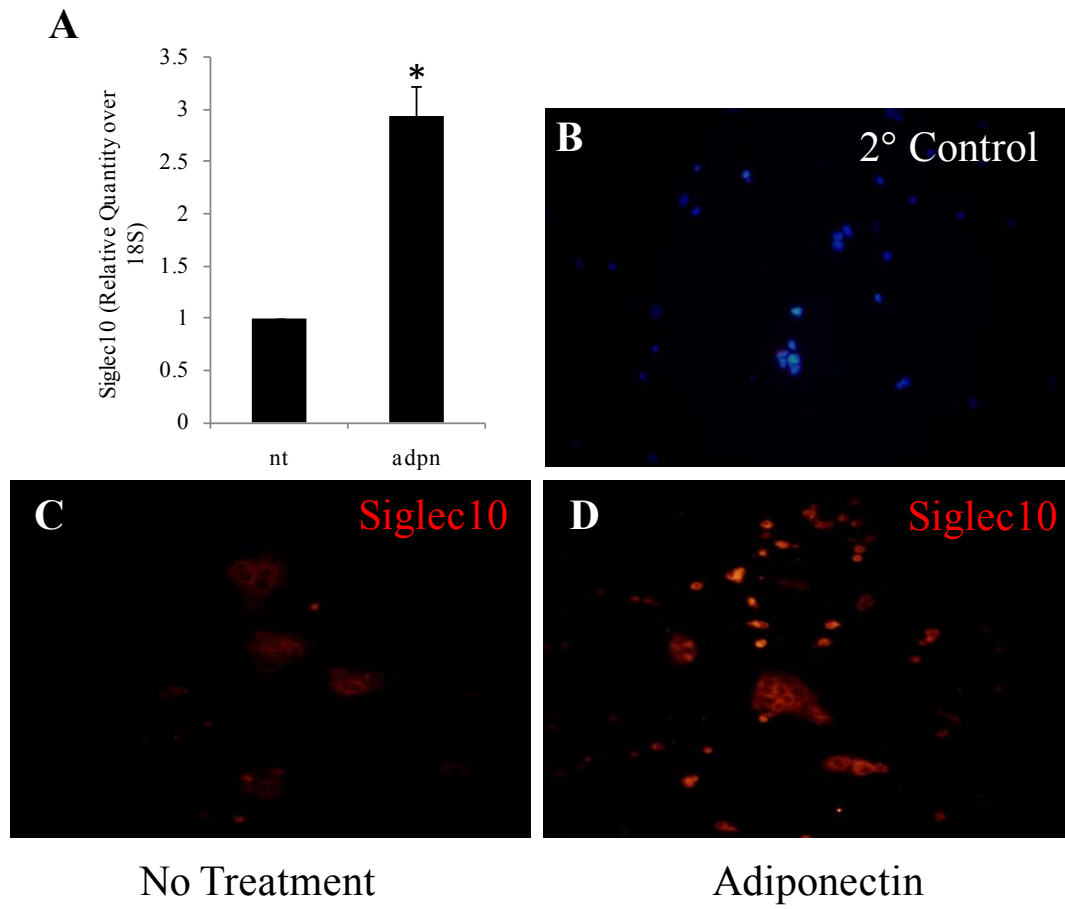 A
Siglec10 (Relative Quantity over
18S)
3.5
3
2.5
2
1.5
1
0.5
0
*
nt
adpn
B
2° Control
C
Siglec10
D
Siglec10
No Treatment
Adiponectin